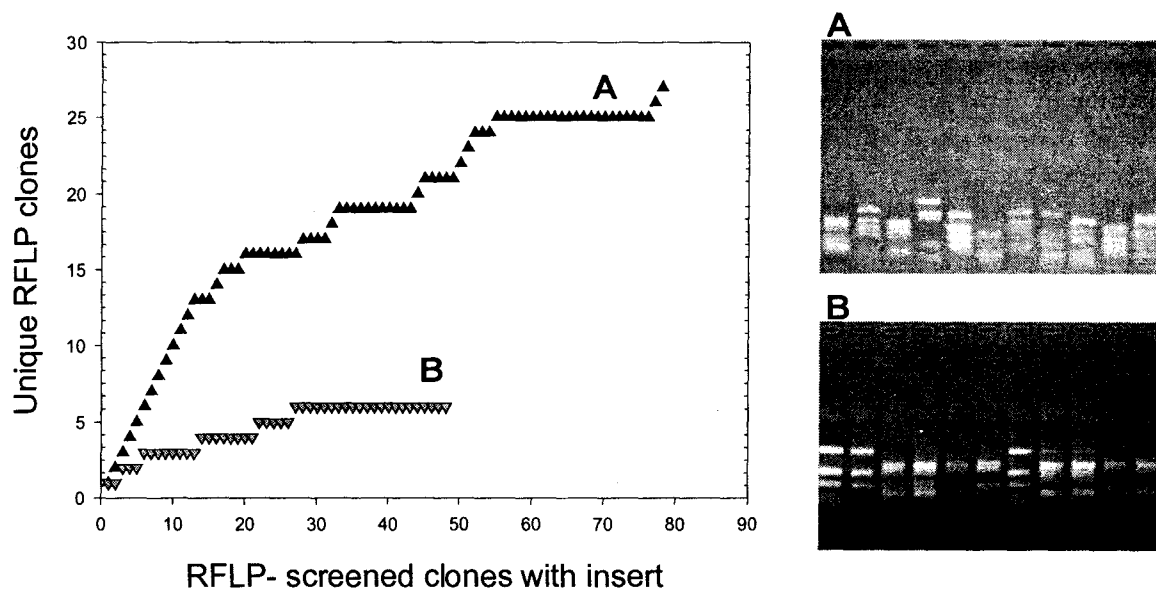 Unique RFLP clones
30
25
20
15
10
5
0
A
B
0 10 20 30 40 50 60 70 80 90
RFLP- screened clones with insert
A
B